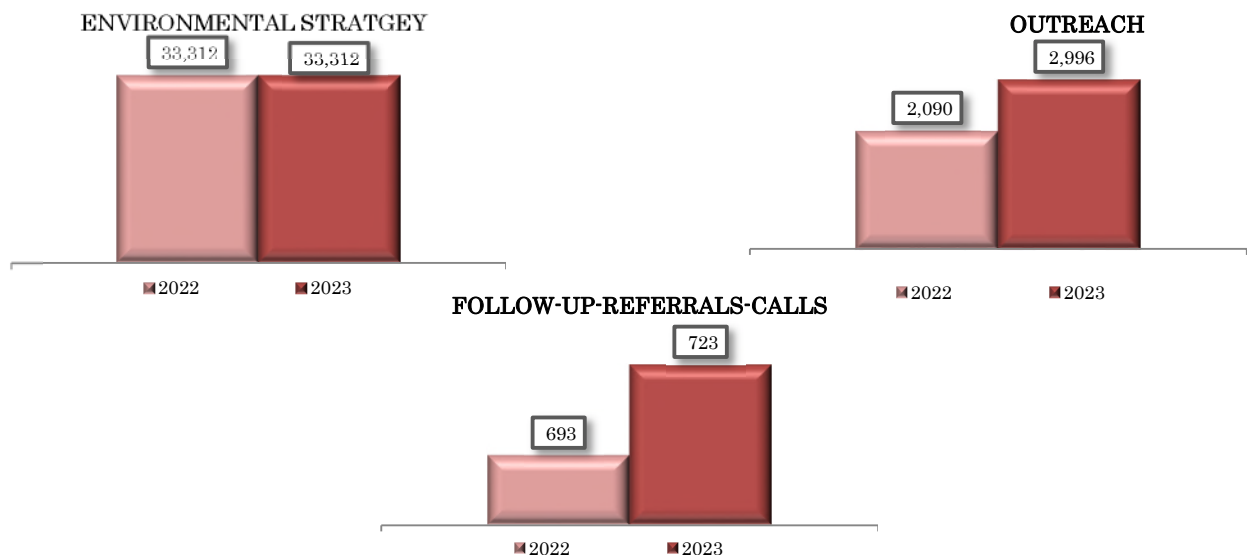 ENVIRONMENTAL STRATGEY
33,312 33,312
2022 2023
OUTREACH
2,996
2,090
2022 2023
FOLLOW-UP-REFERRALS-CALLS
723
693
2022 2023